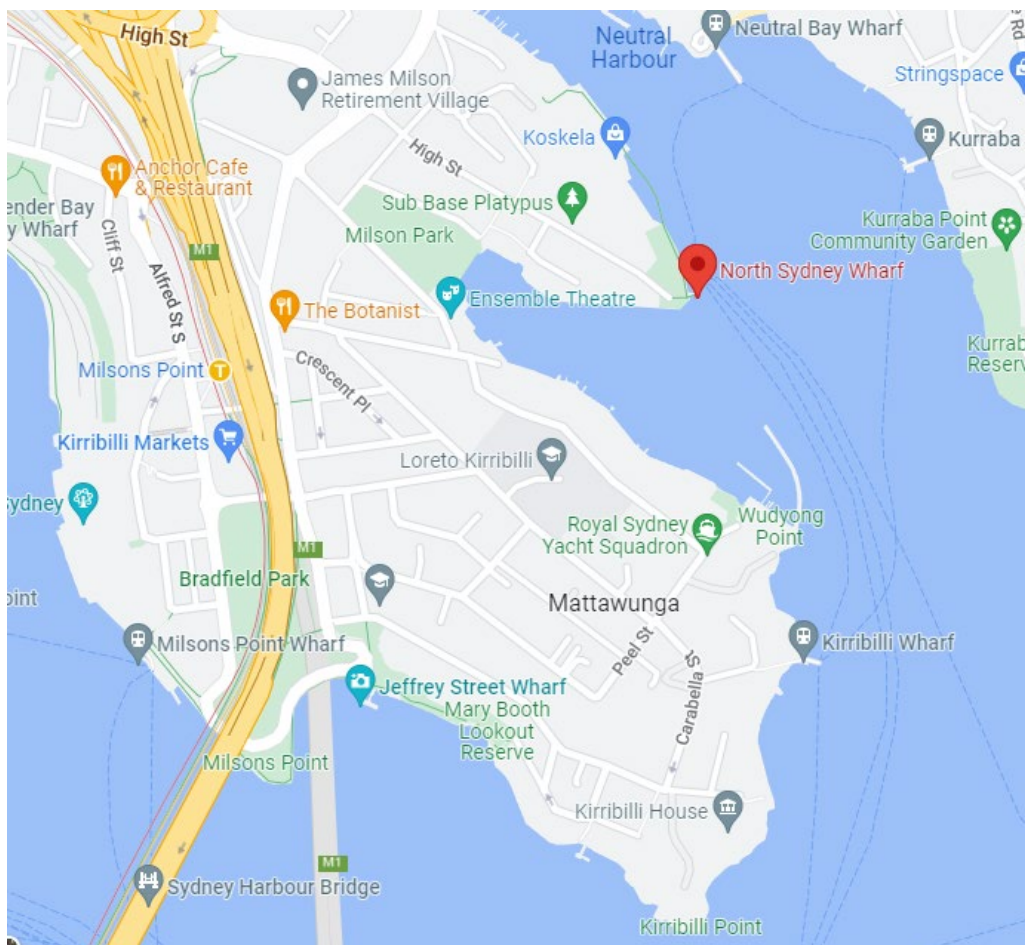 High St
Neutral
Harbour
Neutral Bay Wharf
James Milson
Retirement Village
Stringspace
Koskela
High St
Kurraba
Anchor Cafe
& Restaurant
Sub Base Platypus
ender Bay
y Wharf
Cliff St
M1
Milson Park
Kurraba Point
Community Garden
Alfred St S
North Sydney Wharf
Ensemble Theatre
The Botanist
Kurrab
Reserv
Milsons Point
T
Crescent Pl
Kirribilli Markets
Loreto Kirribilli
Sydney
Royal Sydney
Yacht Squadron
Wudyong
Point
M1
Bradfield Park
Mattawunga
oint
Milsons Point Wharf
Peel St
Kirribilli Wharf
Carabella St
Jeffrey Street Wharf
Mary Booth
Lookout
Reserve
Milsons Point
Kirribilli House
M1
Sydney Harbour Bridge
Kirribilli Point